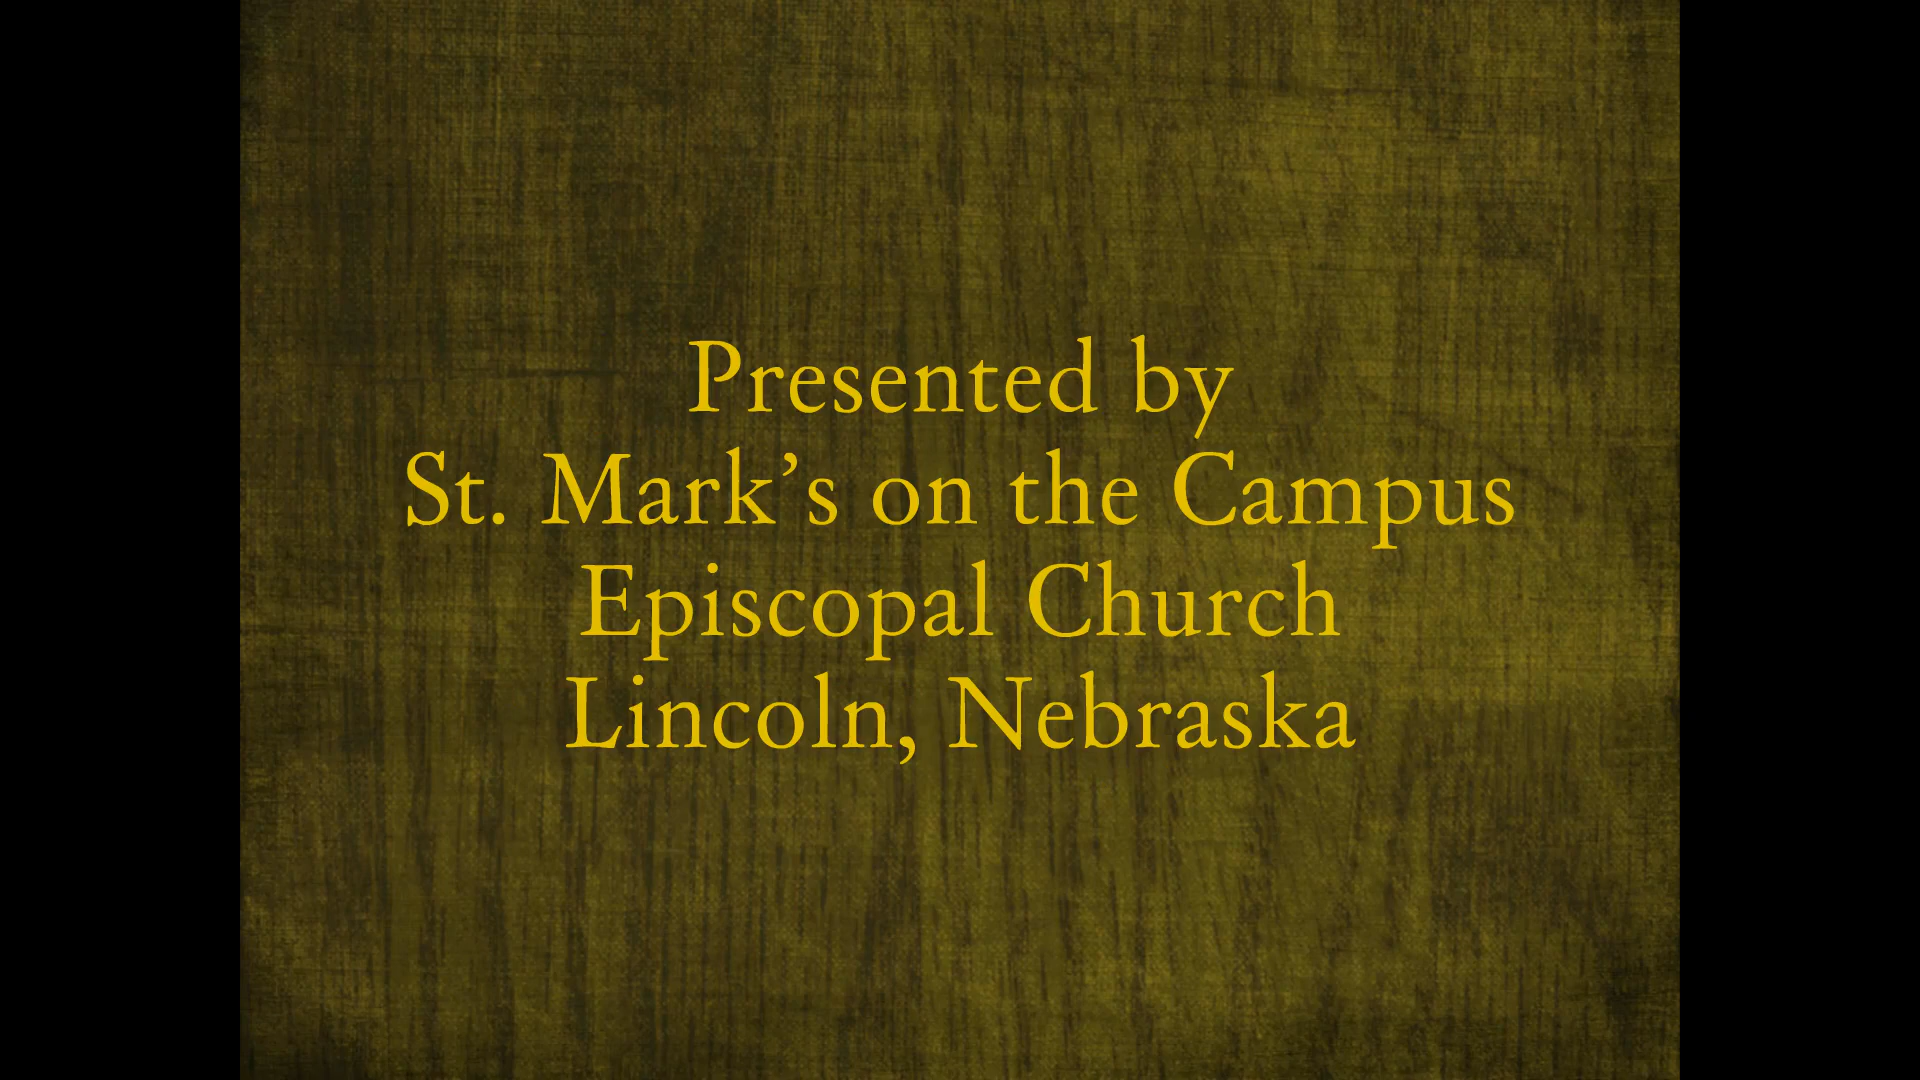 Presented by
St. Mark’s on the Campus
Episcopal Church
Lincoln, Nebraska